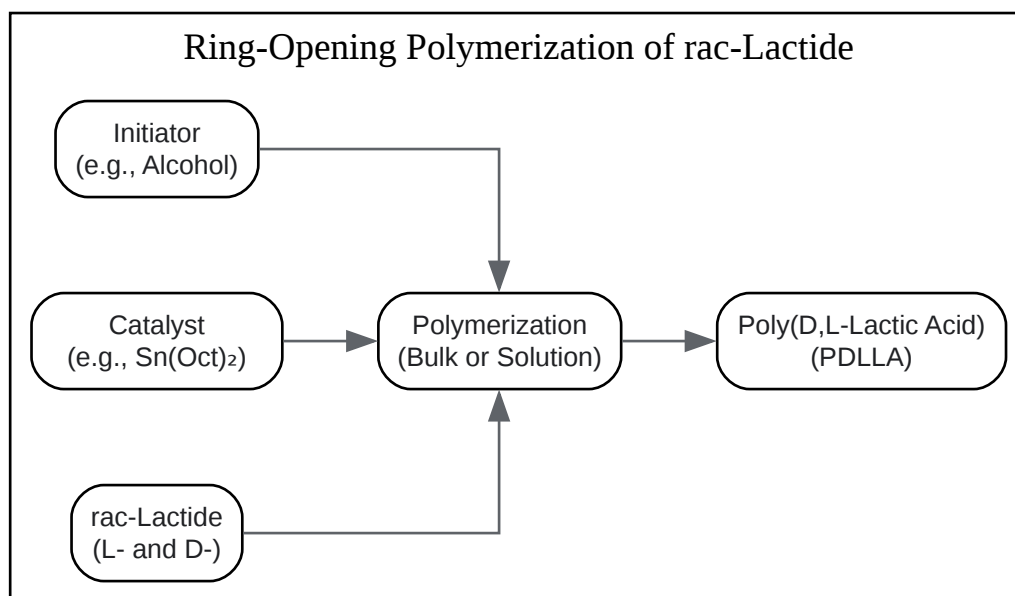 Ring-Opening Polymerization of rac-Lactide
Initiator
(e.g., Alcohol)
Catalyst
(e.g., Sn(Oct)₂)
Polymerization
(Bulk or Solution)
Poly(D,L-Lactic Acid)
(PDLLA)
rac-Lactide
(L- and D-)